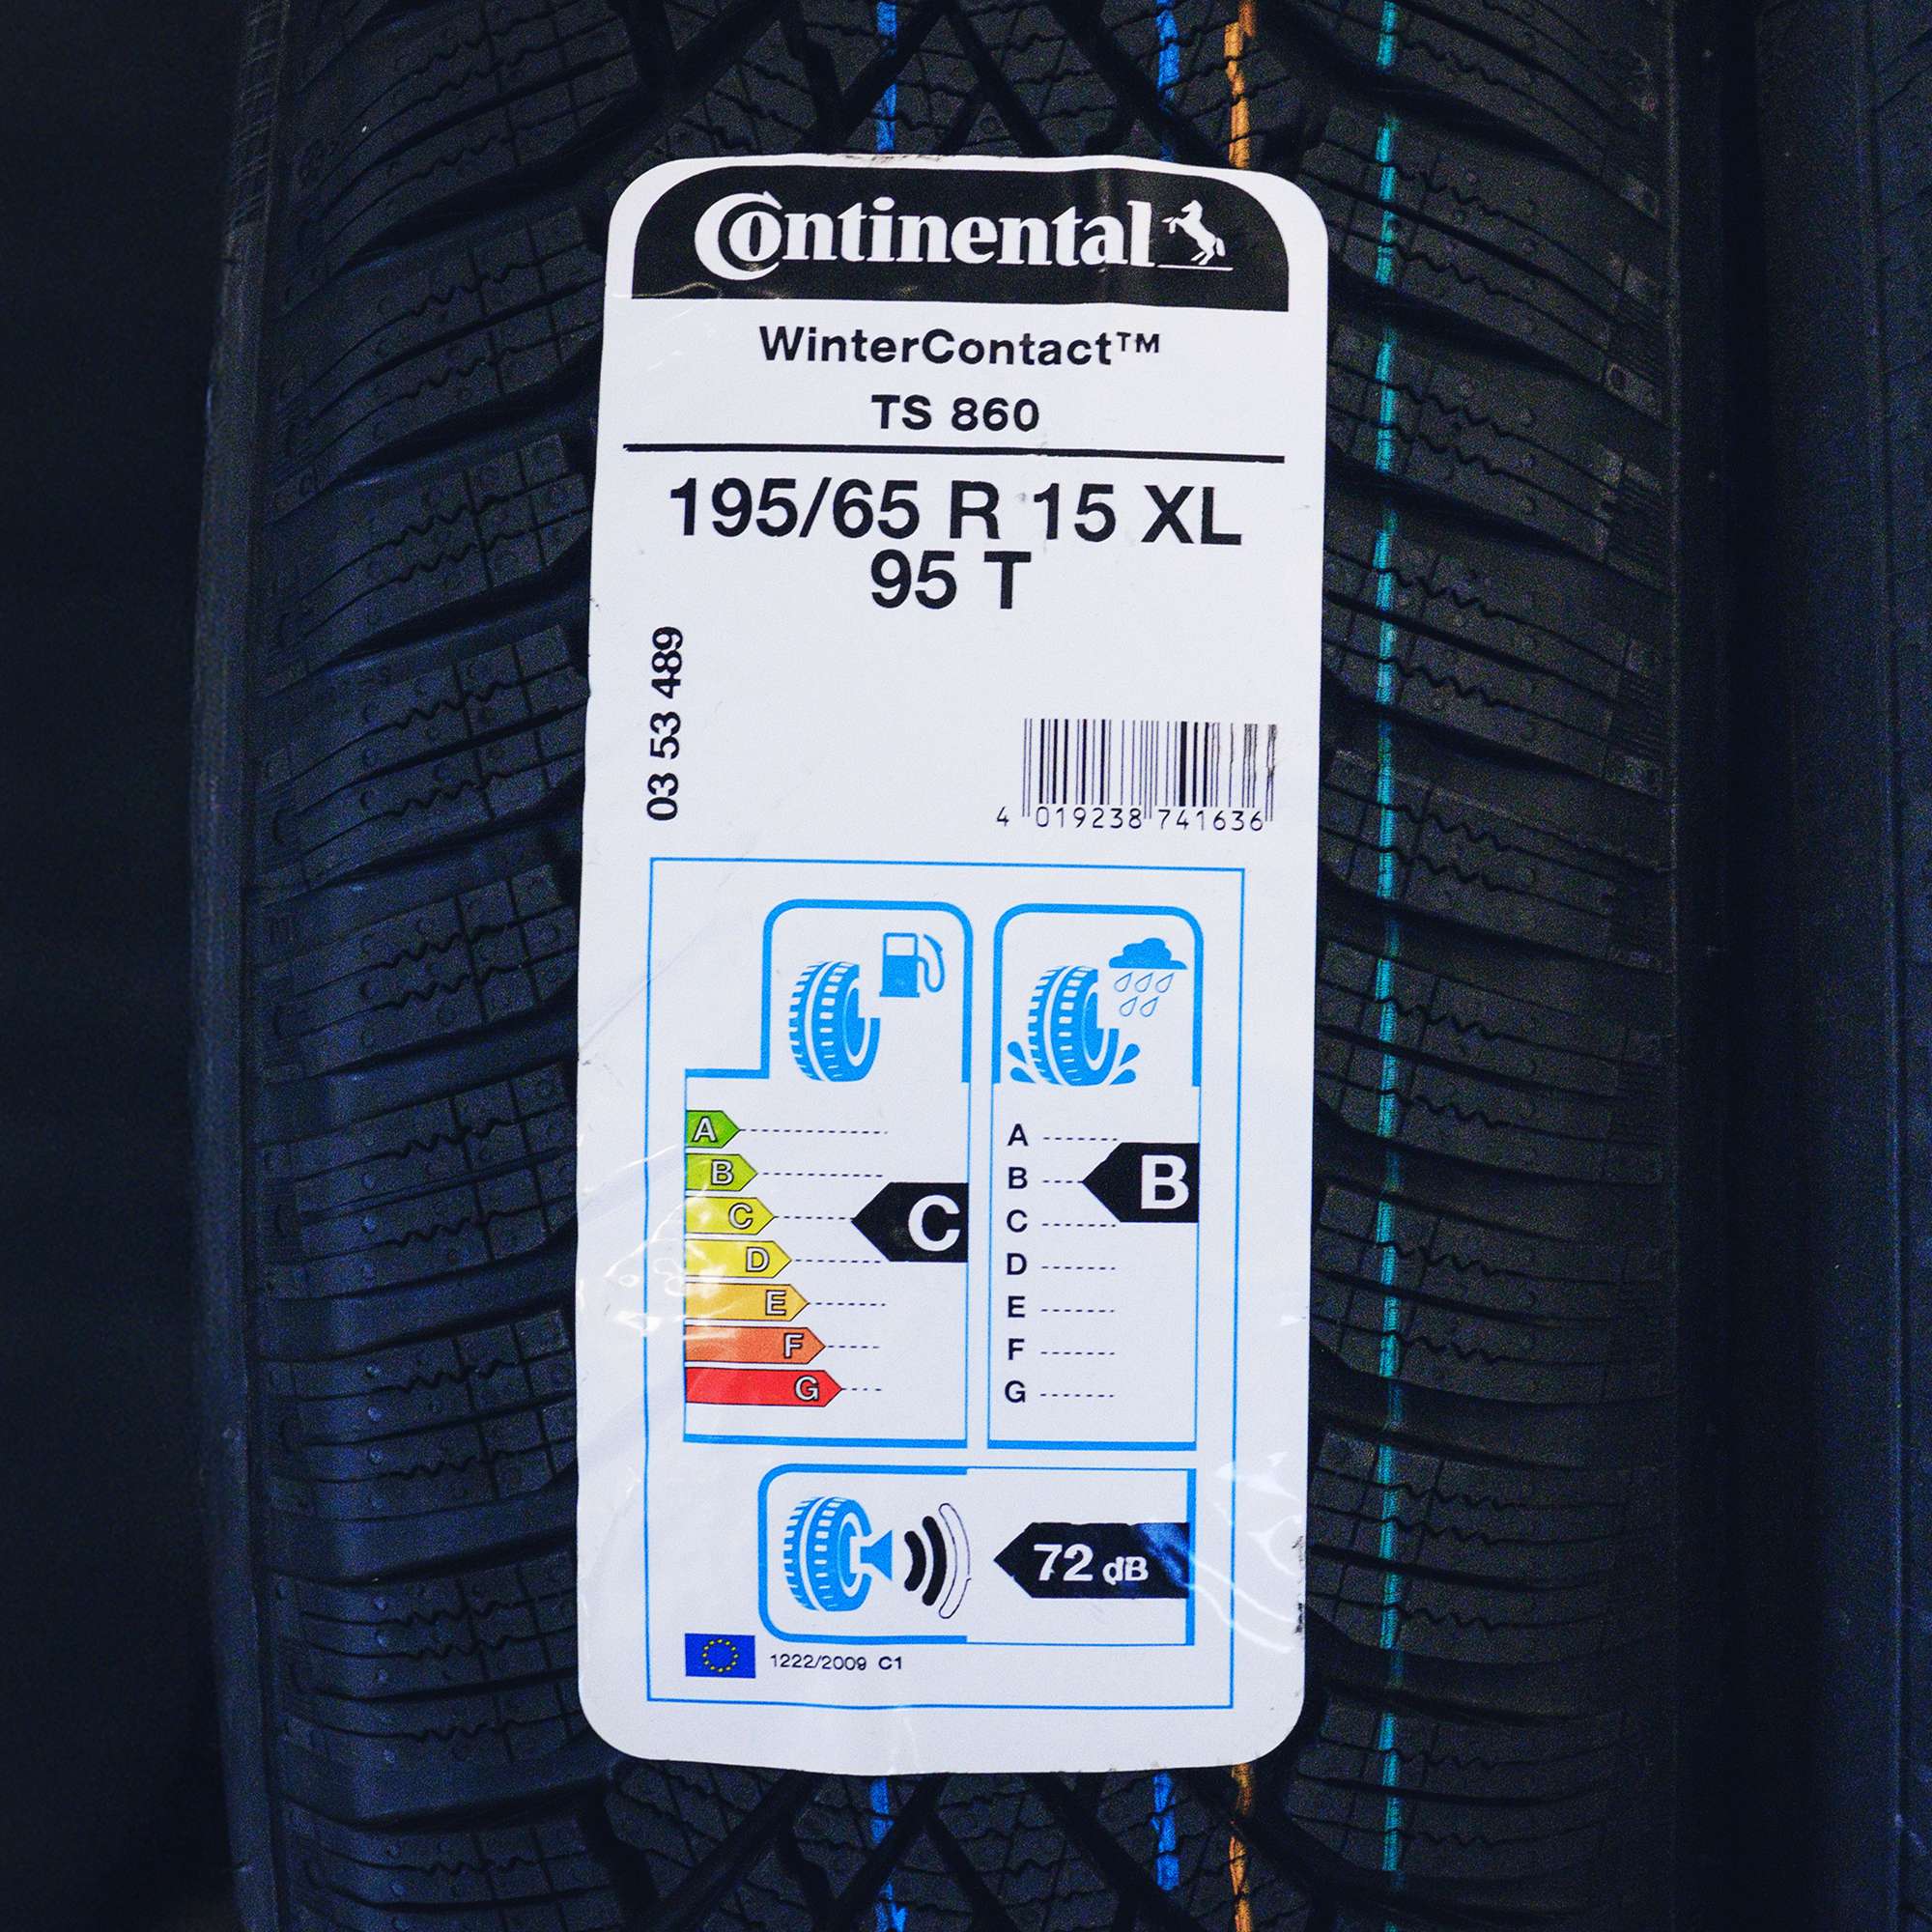 Continental
WinterContact™
TS 860
195/65 R 15 XL
95 T
03 53 489
4 019238 741636
A
B
C
D
E
F
G
C
A
B
C
D
E
F
G
B
72 dB
1222/2009 C1